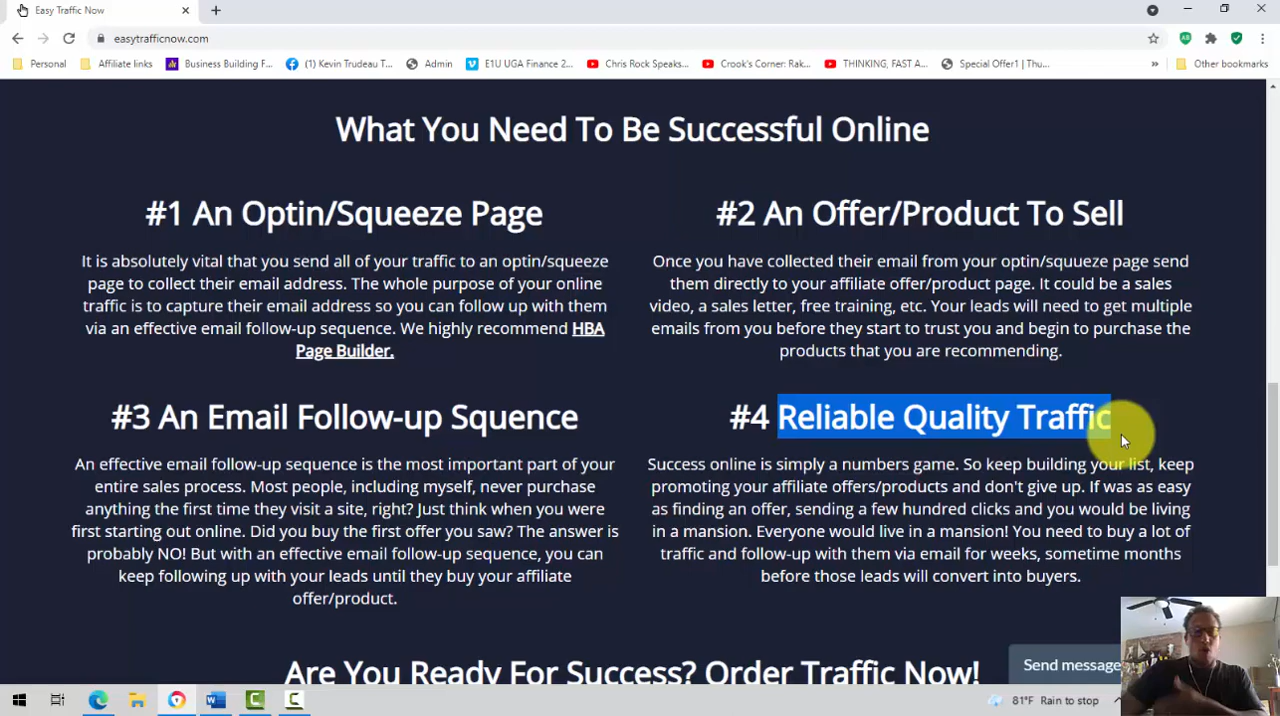 Easy Traffic Now
easytrafficnow.com
Personal
Affiliate links
Business Building F...
(1) Kevin Trudeau T...
Admin
E1U UGA Finance 2...
Chris Rock Speaks...
Crook's Corner: Rak...
THINKING, FAST A...
Special Offer1 | Thu...
»
Other bookmarks
What You Need To Be Successful Online
#1 An Optin/Squeeze Page
It is absolutely vital that you send all of your traffic to an optin/squeeze
page to collect their email address. The whole purpose of your online
traffic is to capture their email address so you can follow up with them
via an effective email follow-up sequence. We highly recommend HBA
Page Builder.
#2 An Offer/Product To Sell
Once you have collected their email from your optin/squueze page send
them directly to your affiliate offer/product page. It could be a sales
video, a sales letter, free training, etc. Your leads will need to get multiple
emails from you before they start to trust you and begin to purchase the
products that you are recommending.
#3 An Email Follow-up Squence
An effective email follow-up sequence is the most important part of your
entire sales process. Most people, including myself, never purchase
anything the first time they visit a site, right? Just think when you were
first starting out online. Did you buy the first offer you saw? The answer is
probably NO! But with an effective email follow-up sequence, you can
keep following up with your leads until they buy your affiliate
offer/product.
#4 Reliable Quality Traffic
Success online is simply a numbers game. So keep building your list, keep
promoting your affiliate offers/products and don't give up. If was as easy
as finding an offer, sending a few hundred clicks and you would be living
in a mansion. Everyone would live in a mansion! You need to buy a lot of
traffic and follow-up with them via email for weeks, sometime months
before those leads will convert into buyers.
Are You Ready For Success? Order Traffic Now!
Send message
81°F Rain to stop